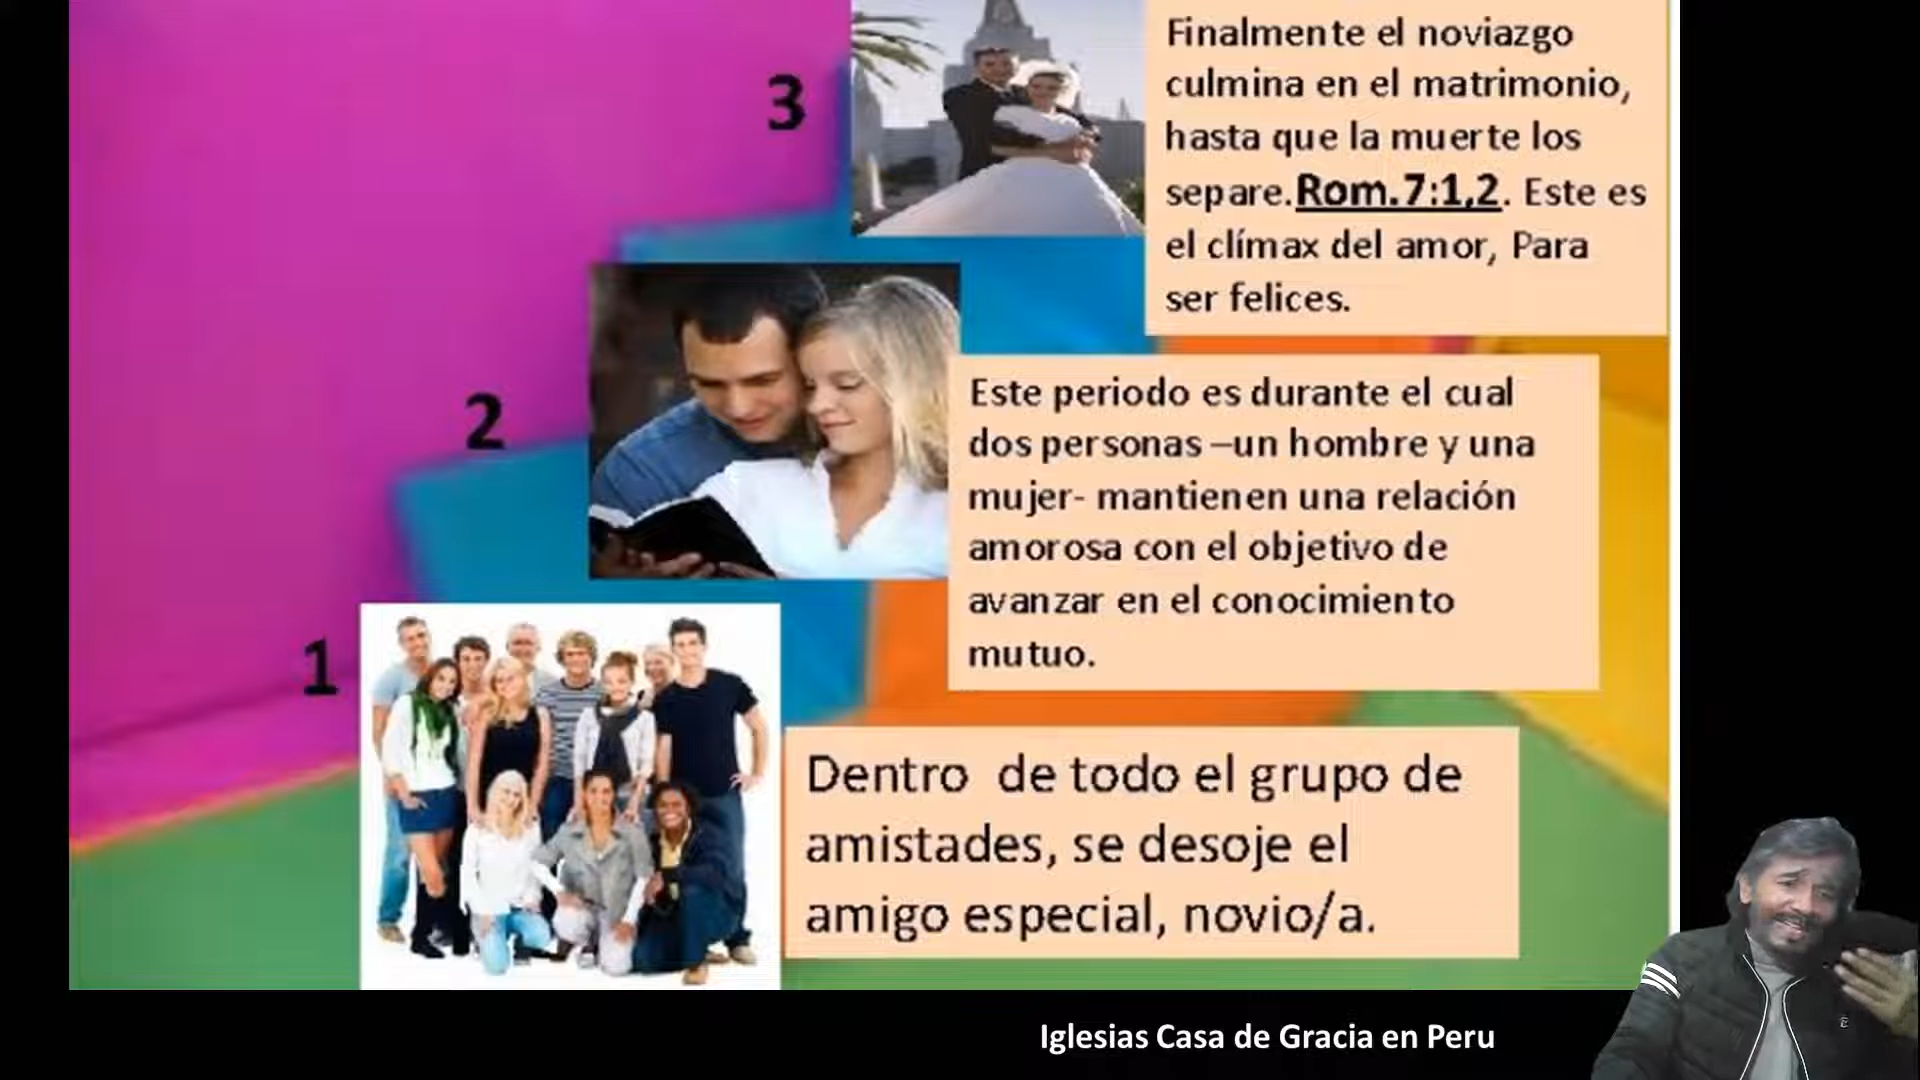 3
Finalmente el noviazgo
culmina en el matrimonio,
hasta que la muerte los
separe.Rom.7:1,2. Este es
el clímax del amor, Para
ser felices.
2
Este periodo es durante el cual
dos personas –un hombre y una
mujer- mantienen una relación
amorosa con el objetivo de
avanzar en el conocimiento
mutuo.
1
Dentro de todo el grupo de
amistades, se desoje el
amigo especial, novio/a.
Iglesias Casa de Gracia en Peru